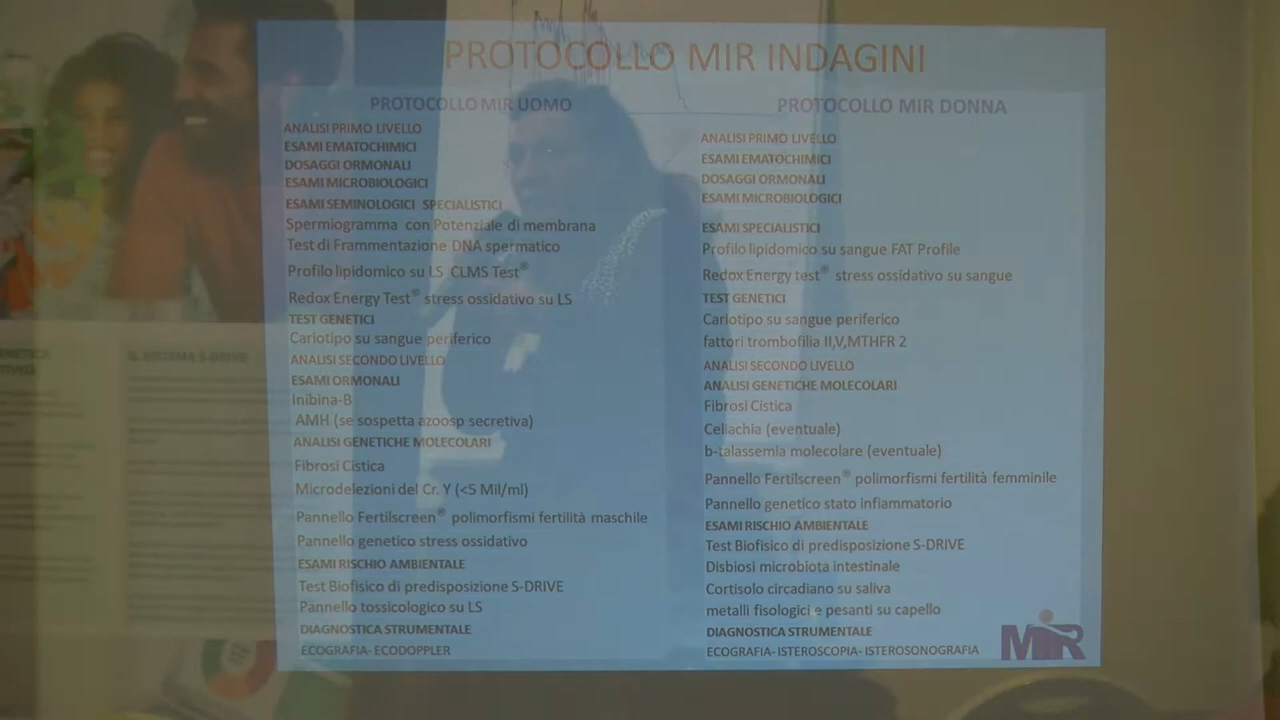 PROTOCOLLO MIR INDAGINI
PROTOCOLLO MIR UOMO
ANALISI PRIMO LIVELLO
ESAMI EMATOCHIMICI
DOSAGGI ORMONALI
ESAMI MICROBIOLOGICI
ESAMI SEMINOLOGICI SPECIALISTICI
Spermiogramma con Potenziale di membrana
Test di Frammentazione DNA spermatico
Profilo lipidomico su LS CLMS Test®
Redox Energy Test® stress ossidativo su LS
TEST GENETICI
Cariotipo su sangue periferico
ANALISI SECONDO LIVELLO
ESAMI ORMONALI
Inibina-B
AMH (se sospetta azoosp secretiva)
ANALISI GENETICHE MOLECOLARI
Fibrosi Cistica
Microdelezioni del Cr. Y (<5 Mil/ml)
Pannello Fertilscreen® polimorfismi fertilità maschile
Pannello genetico stress ossidativo
ESAMI RISCHIO AMBIENTALE
Test Biofisico di predisposizione S-DRIVE
Pannello tossicologico su LS
DIAGNOSTICA STRUMENTALE
ECOGRAFIA- ECODOPPLER
PROTOCOLLO MIR DONNA
ANALISI PRIMO LIVELLO
ESAMI EMATOCHIMICI
DOSAGGI ORMONALI
ESAMI MICROBIOLOGICI
ESAMI SPECIALISTICI
Profilo lipidomico su sangue FAT Profile
Redox Energy test® stress ossidativo su sangue
TEST GENETICI
Cariotipo su sangue periferico
fattori trombofilia II,V,MTHFR 2
ANALISI SECONDO LIVELLO
ANALISI GENETICHE MOLECOLARI
Fibrosi Cistica
Celiachia (eventuale)
b-talassemia molecolare (eventuale)
Pannello Fertilscreen® polimorfismi fertilità femminile
Pannello genetico stato infiammatorio
ESAMI RISCHIO AMBIENTALE
Test Biofisico di predisposizione S-DRIVE
Disbiosi microbiota intestinale
Cortisolo circadiano su saliva
metalli fisologici e pesanti su capello
DIAGNOSTICA STRUMENTALE
ECOGRAFIA- ISTEROSCOPIA- ISTEROSONOGRAFIA
MIR
IL SISTEMA S-DRIVE